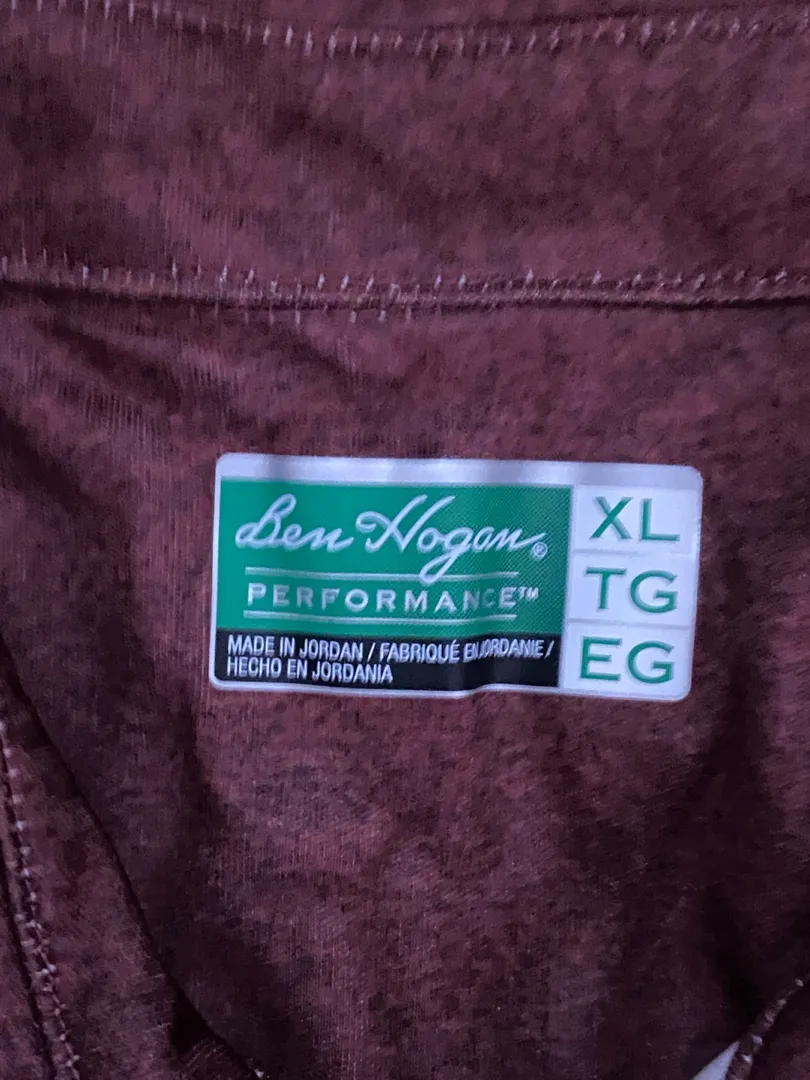 Ben Hogan®
PERFORMANCE™
MADE IN JORDAN / FABRIQUÉ EN JORDANIE /
HECHO EN JORDANIA
XL
TG
EG